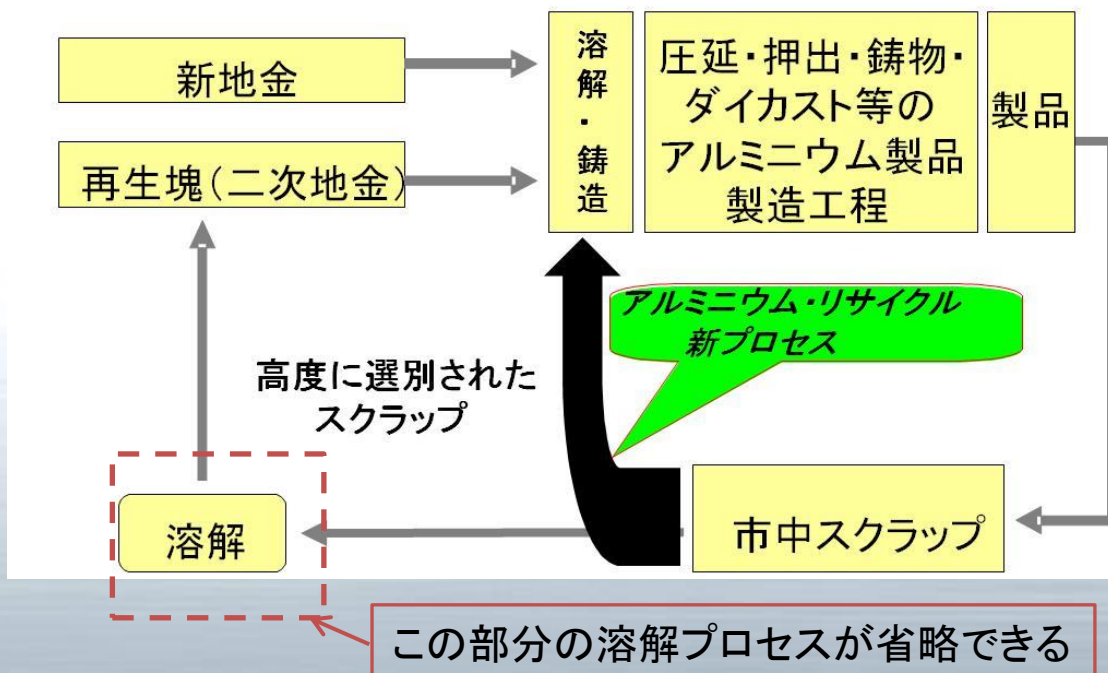 新地金
再生塊(二次地金)
溶解・鋳造
圧延・押出・鋳物・
ダイカスト等の
アルミニウム製品
製造工程
製品
アルミニウム・リサイクル
新プロセス
高度に選別された
スクラップ
溶解
市中スクラップ
この部分の溶解プロセスが省略できる